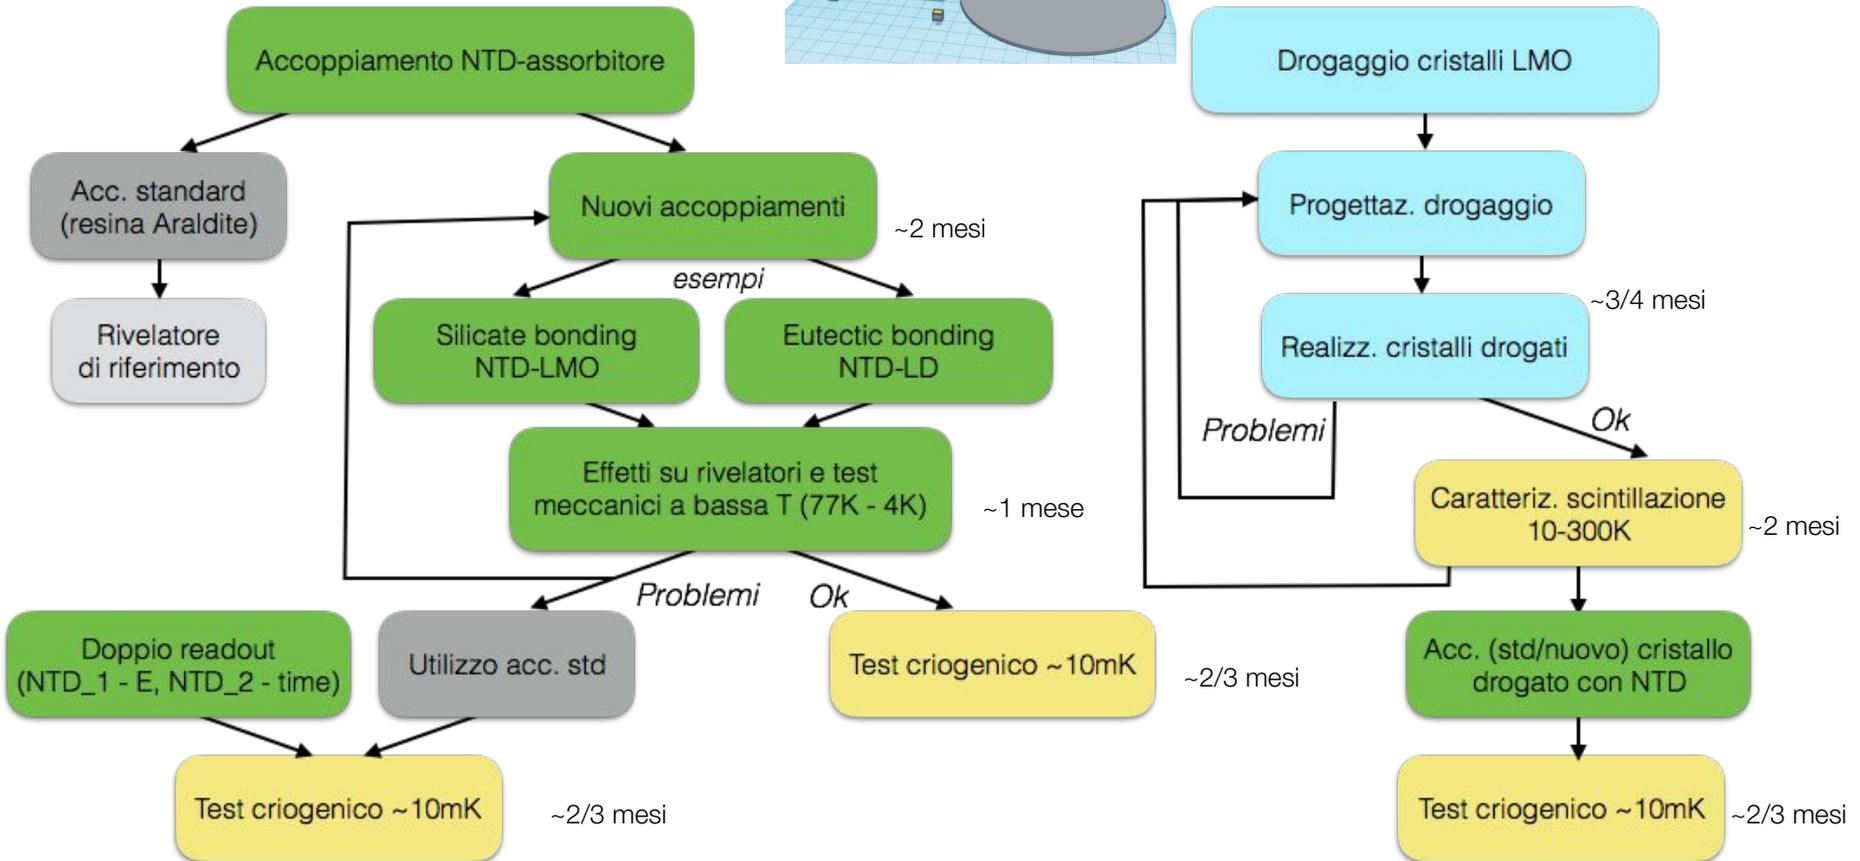 Accoppiamento NTD-assorbitore
Acc. standard
(resina Araldite)
Rivelatore
di riferimento
Nuovi accoppiamenti
~2 mesi
esempi
Silicate bonding
NTD-LMO
Eutectic bonding
NTD-LD
Effetti su rivelatori e test
meccanici a bassa T (77K - 4K)
~1 mese
Problemi
Ok
Doppio readout
(NTD_1 - E, NTD_2 - time)
Utilizzo acc. std
Test criogenico ~10mK
~2/3 mesi
Test criogenico ~10mK
~2/3 mesi
Drogaggio cristalli LMO
Progettaz. drogaggio
Realizz. cristalli drogati
~3/4 mesi
Problemi
Ok
Caratteriz. scintillazione
10-300K
~2 mesi
Acc. (std/nuovo) cristallo
drogato con NTD
Test criogenico ~10mK
~2/3 mesi